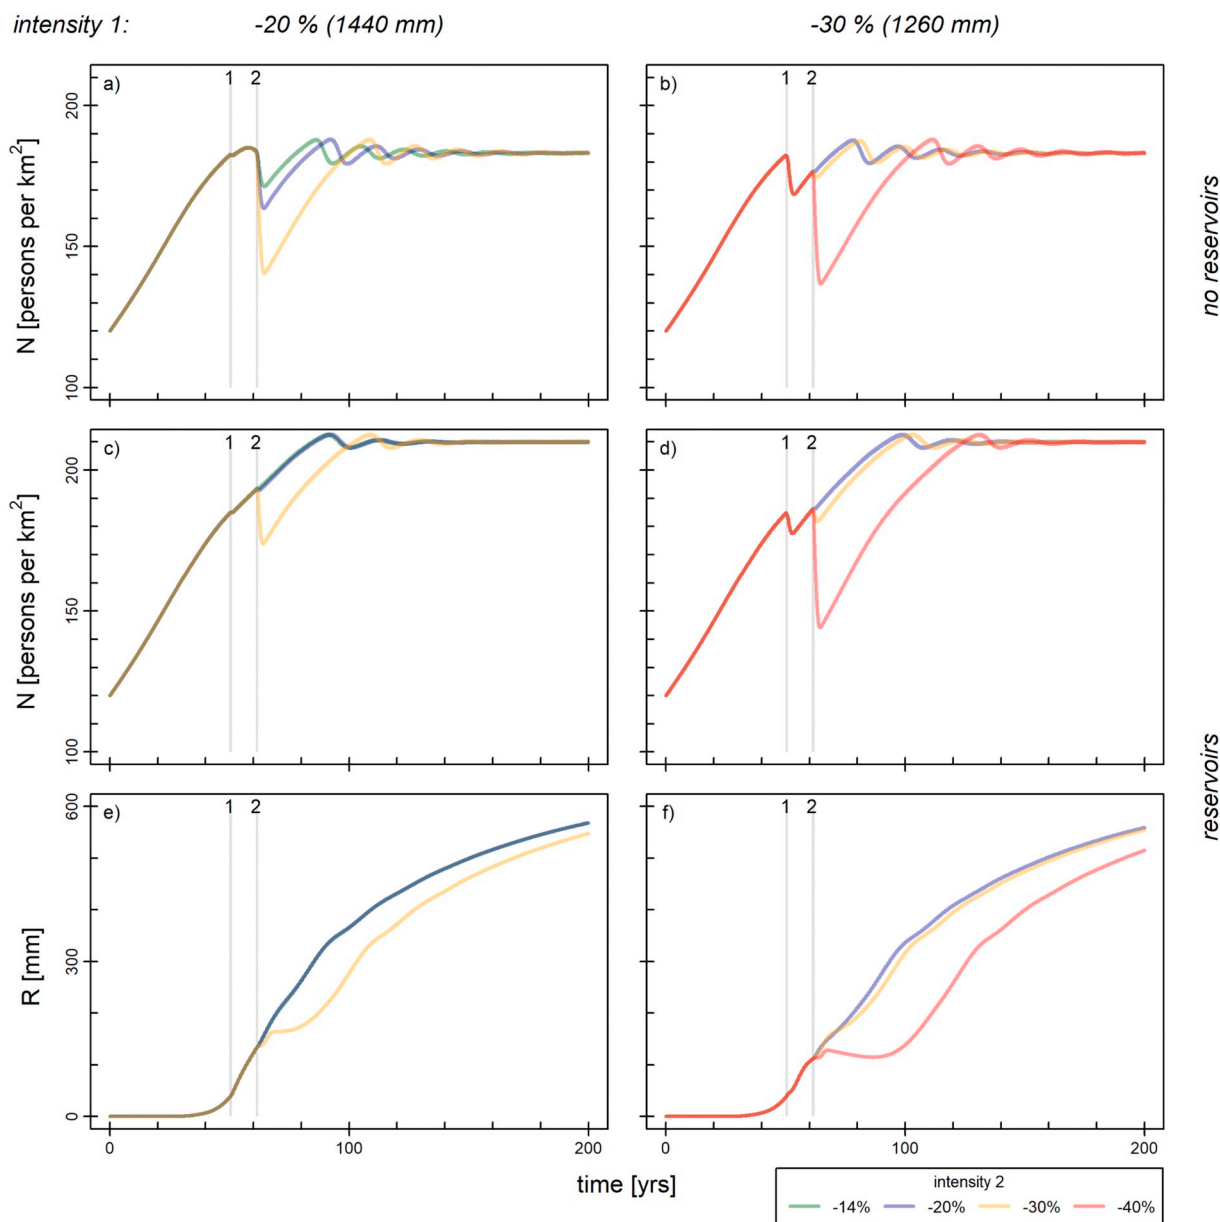 intensity 1: -20 % (1440 mm) -30 % (1260 mm)
a) 1 2
b) 1 2
200
150
100
N [persons per km²]
no reservoirs
c) 1 2
d) 1 2
200
150
100
N [persons per km²]
e) 1 2
f) 1 2
600
300
0
R [mm]
reservoirs
0 100 200
0 100 200
time [yrs]
intensity 2
-14% -20% -30% -40%